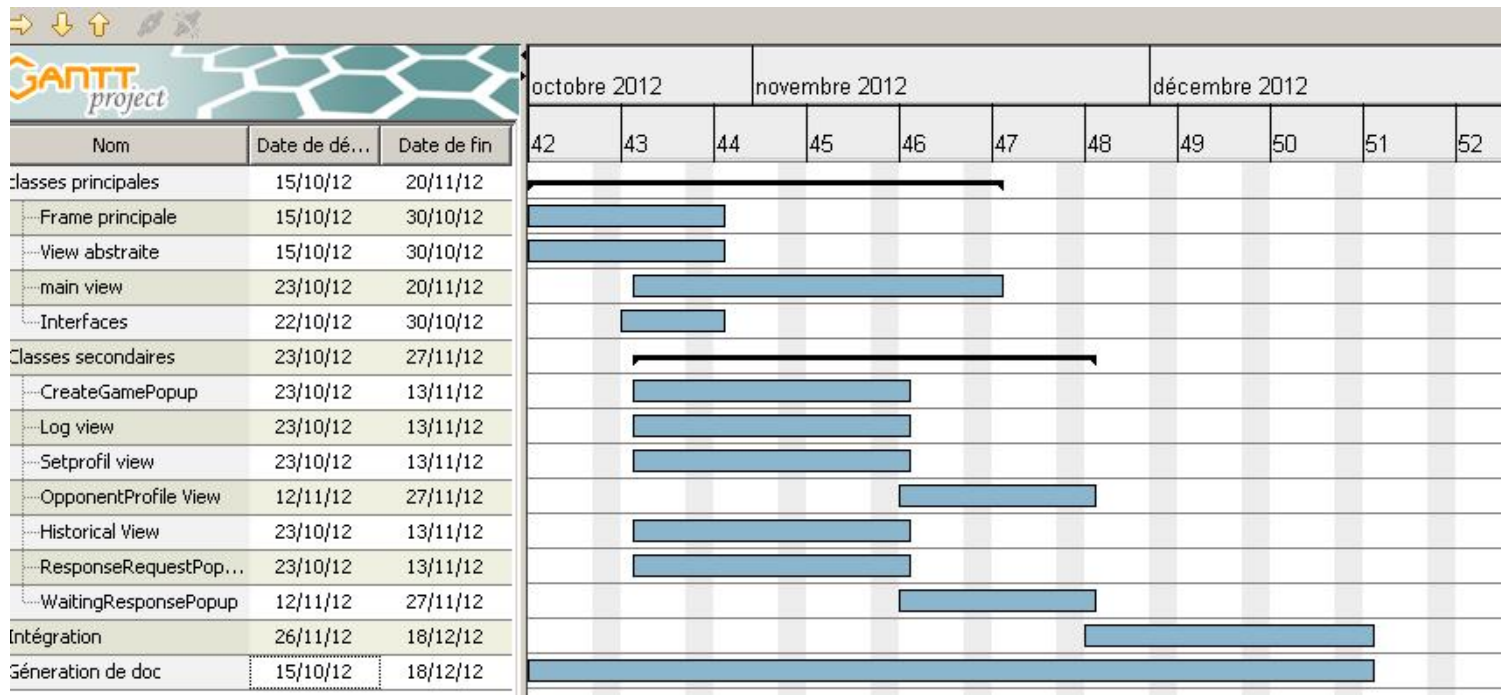 GANTT
project
octobre 2012 novembre 2012 décembre 2012
Nom Date de dé... Date de fin 42 43 44 45 46 47 48 49 50 51 52
classes principales 15/10/12 20/11/12
Frame principale 15/10/12 30/10/12
View abstraite 15/10/12 30/10/12
main view 23/10/12 20/11/12
Interfaces 22/10/12 30/10/12
Classes secondaires 23/10/12 27/11/12
CreateGamePopup 23/10/12 13/11/12
Log view 23/10/12 13/11/12
Setprofil view 23/10/12 13/11/12
OpponentProfile View 12/11/12 27/11/12
Historical View 23/10/12 13/11/12
ResponseRequestPop... 23/10/12 13/11/12
WaitingResponsePopup 12/11/12 27/11/12
Intégration 26/11/12 18/12/12
Géneration de doc 15/10/12 18/12/12